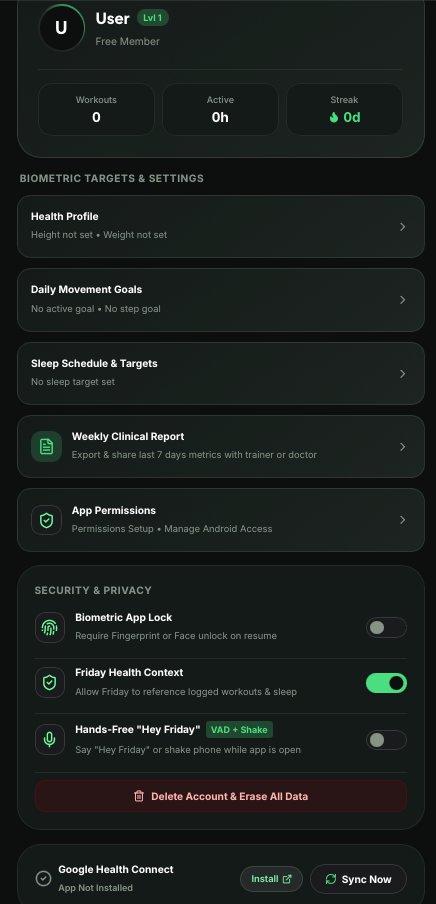 U
User Lvl 1
Free Member
Workouts
0
Active
0h
Streak
0d
BIOMETRIC TARGETS & SETTINGS
Health Profile
Height not set • Weight not set
Daily Movement Goals
No active goal • No step goal
Sleep Schedule & Targets
No sleep target set
Weekly Clinical Report
Export & share last 7 days metrics with trainer or doctor
App Permissions
Permissions Setup • Manage Android Access
SECURITY & PRIVACY
Biometric App Lock
Require Fingerprint or Face unlock on resume
Friday Health Context
Allow Friday to reference logged workouts & sleep
Hands-Free "Hey Friday" VAD + Shake
Say "Hey Friday" or shake phone while app is open
Delete Account & Erase All Data
Google Health Connect
App Not Installed
Install
Sync Now